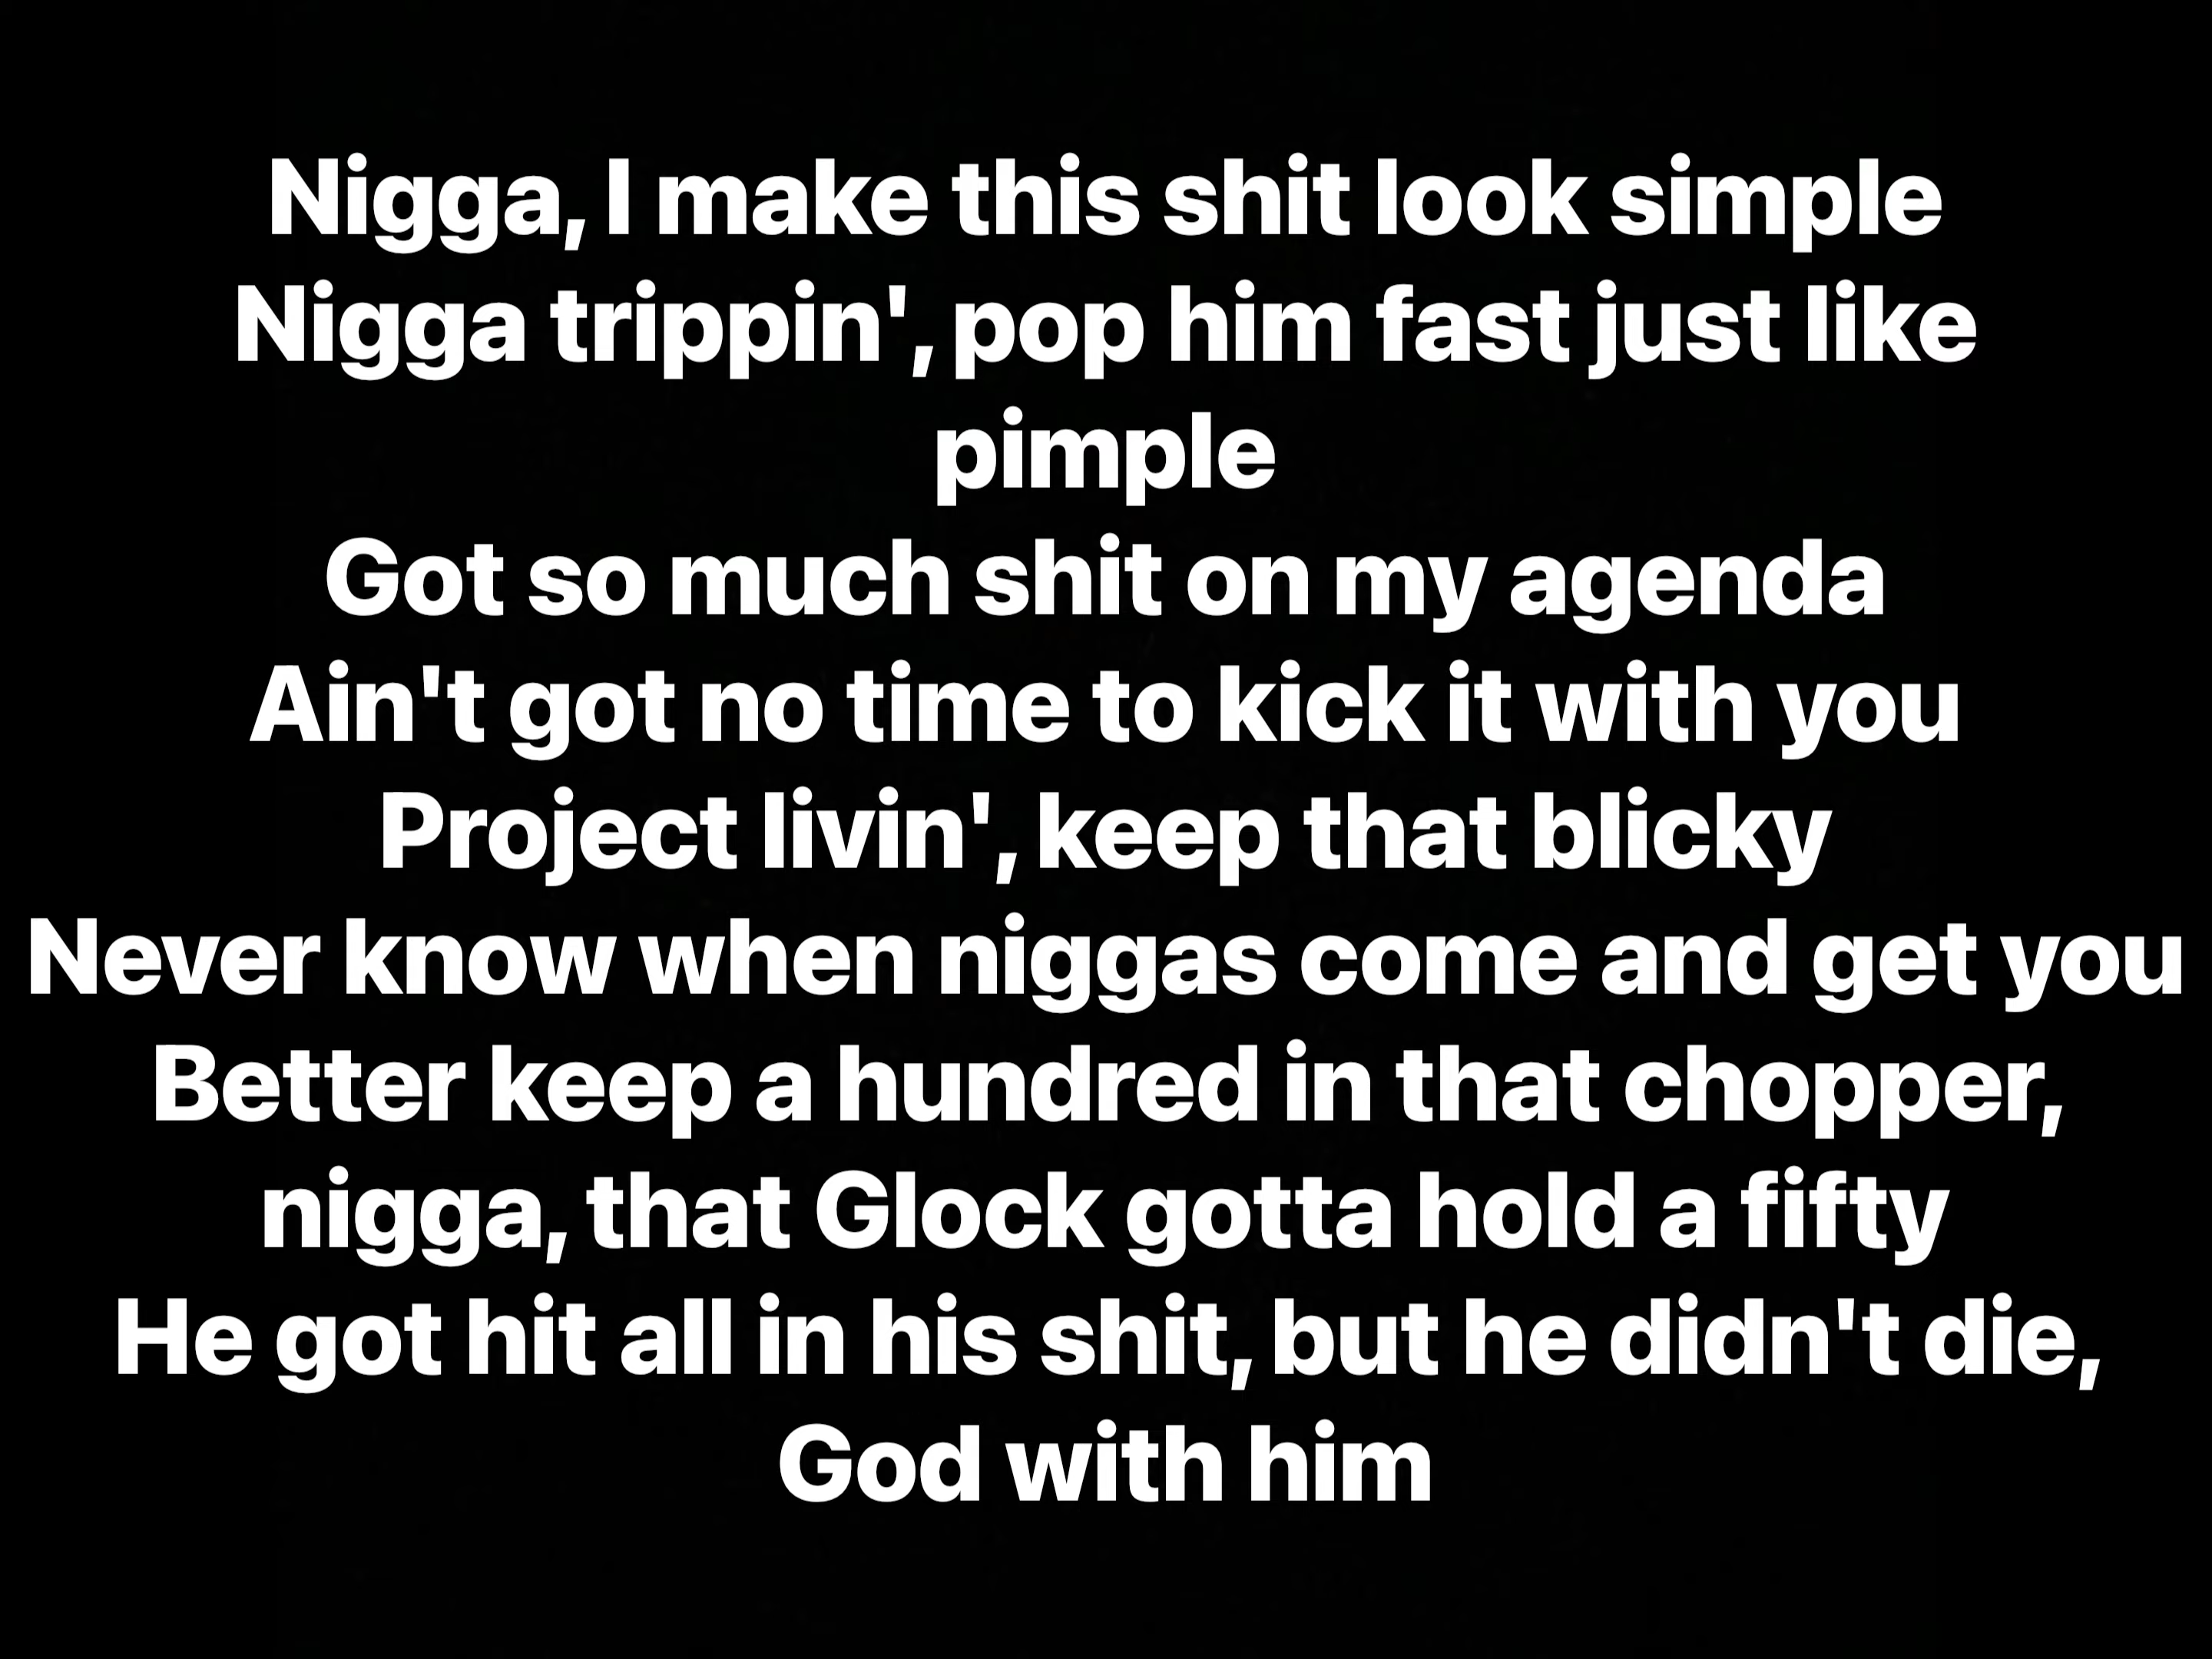 Nigga, I make this shit look simple
Nigga trippin', pop him fast just like
pimple
Got so much shit on my agenda
Ain't got no time to kick it with you
Project livin', keep that blicky
Never know when niggas come and get you
Better keep a hundred in that chopper,
nigga, that Glock gotta hold a fifty
He got hit all in his shit, but he didn't die,
God with him